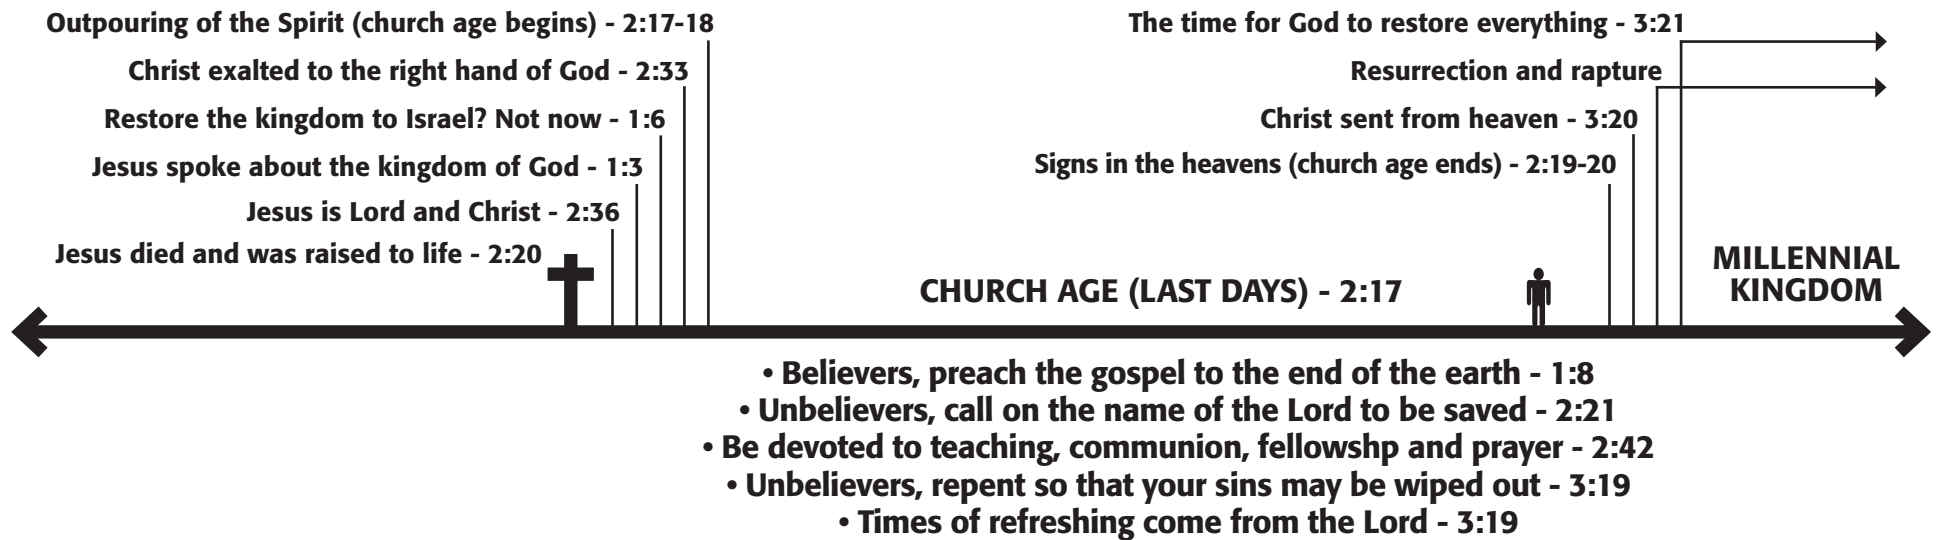 Outpouring of the Spirit (church age begins) - 2:17-18
Christ exalted to the right hand of God - 2:33
Restore the kingdom to Israel? Not now - 1:6
Jesus spoke about the kingdom of God - 1:3
Jesus is Lord and Christ - 2:36
Jesus died and was raised to life - 2:20
The time for God to restore everything - 3:21
Resurrection and rapture
Christ sent from heaven - 3:20
Signs in the heavens (church age ends) - 2:19-20
CHURCH AGE (LAST DAYS) - 2:17
MILLENNIAL
KINGDOM
• Believers, preach the gospel to the end of the earth - 1:8
• Unbelievers, call on the name of the Lord to be saved - 2:21
• Be devoted to teaching, communion, fellowshp and prayer - 2:42
• Unbelievers, repent so that your sins may be wiped out - 3:19
• Times of refreshing come from the Lord - 3:19